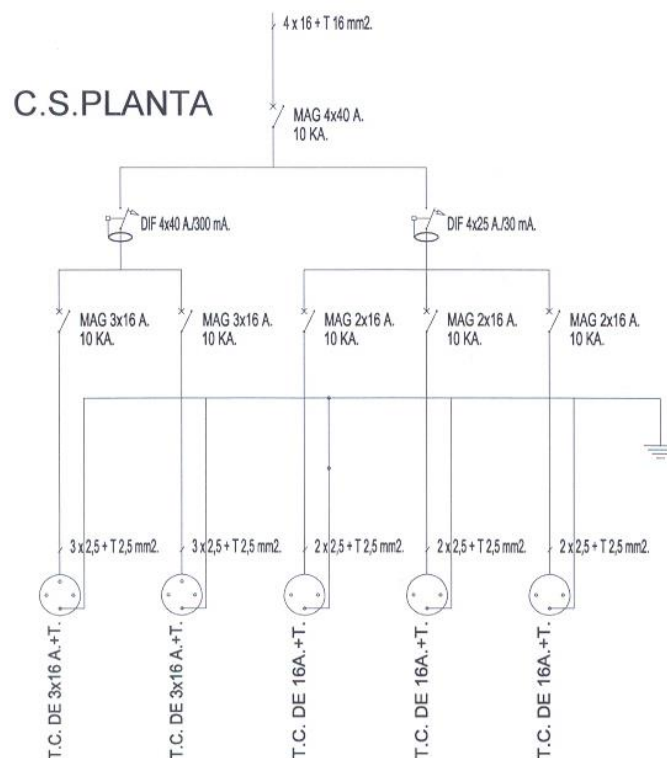 4 x 16 + T 16 mm2.
C.S.PLANTA
MAG 4x40 A.
10 KA.
DIF 4x40 A./300 mA.
DIF 4x25 A./30 mA.
MAG 3x16 A.
10 KA.
MAG 3x16 A.
10 KA.
MAG 2x16 A.
10 KA.
MAG 2x16 A.
10 KA.
MAG 2x16 A.
10 KA.
3 x 2,5 + T 2,5 mm2.
3 x 2,5 + T 2,5 mm2.
2 x 2,5 + T 2,5 mm2.
2 x 2,5 + T 2,5 mm2.
2 x 2,5 + T 2,5 mm2.
T.C. DE 3x16 A.+T.
T.C. DE 3x16 A.+T.
T.C. DE 16A.+T.
T.C. DE 16A.+T.
T.C. DE 16A.+T.